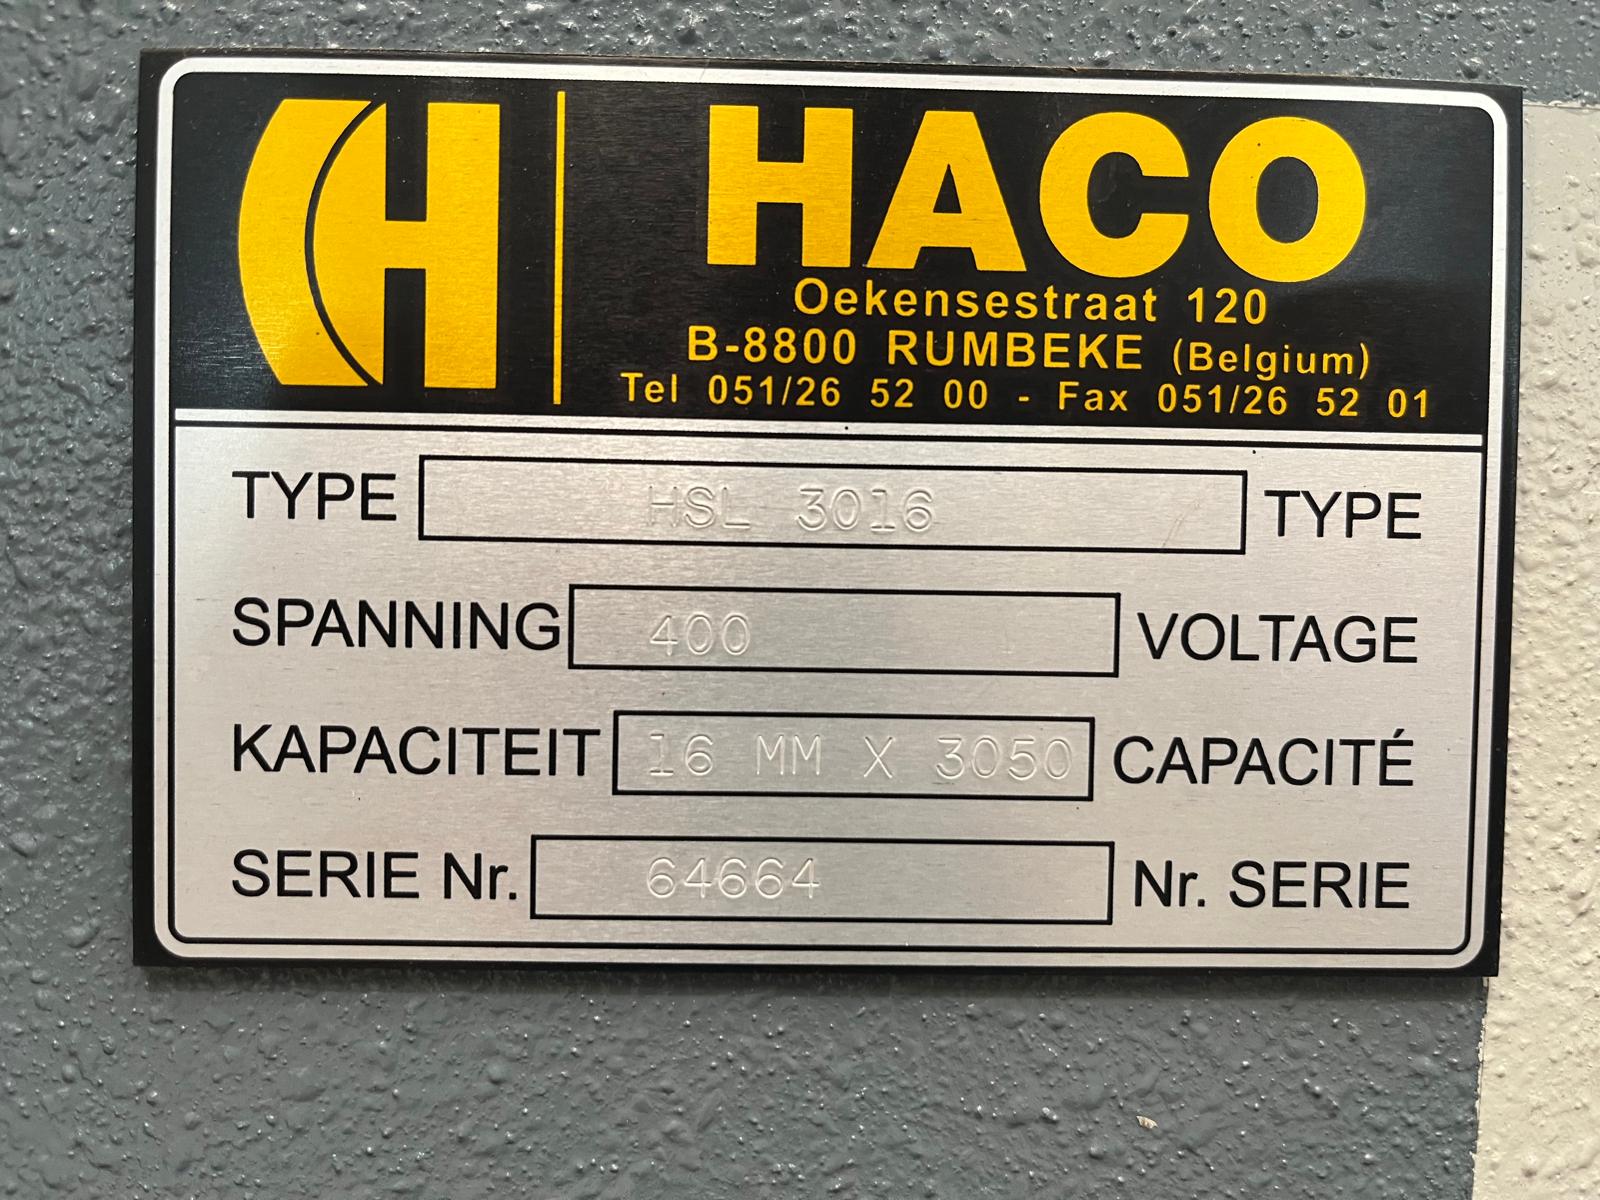 H
HACO
Oekensestraat 120
B-8800 RUMBEKE (Belgium)
Tel 051/26 52 00 - Fax 051/26 52 01
TYPE HSL 3016 TYPE
SPANNING 400 VOLTAGE
KAPACITEIT 16 MM X 3050 CAPACITÉ
SERIE Nr. 64664 Nr. SERIE